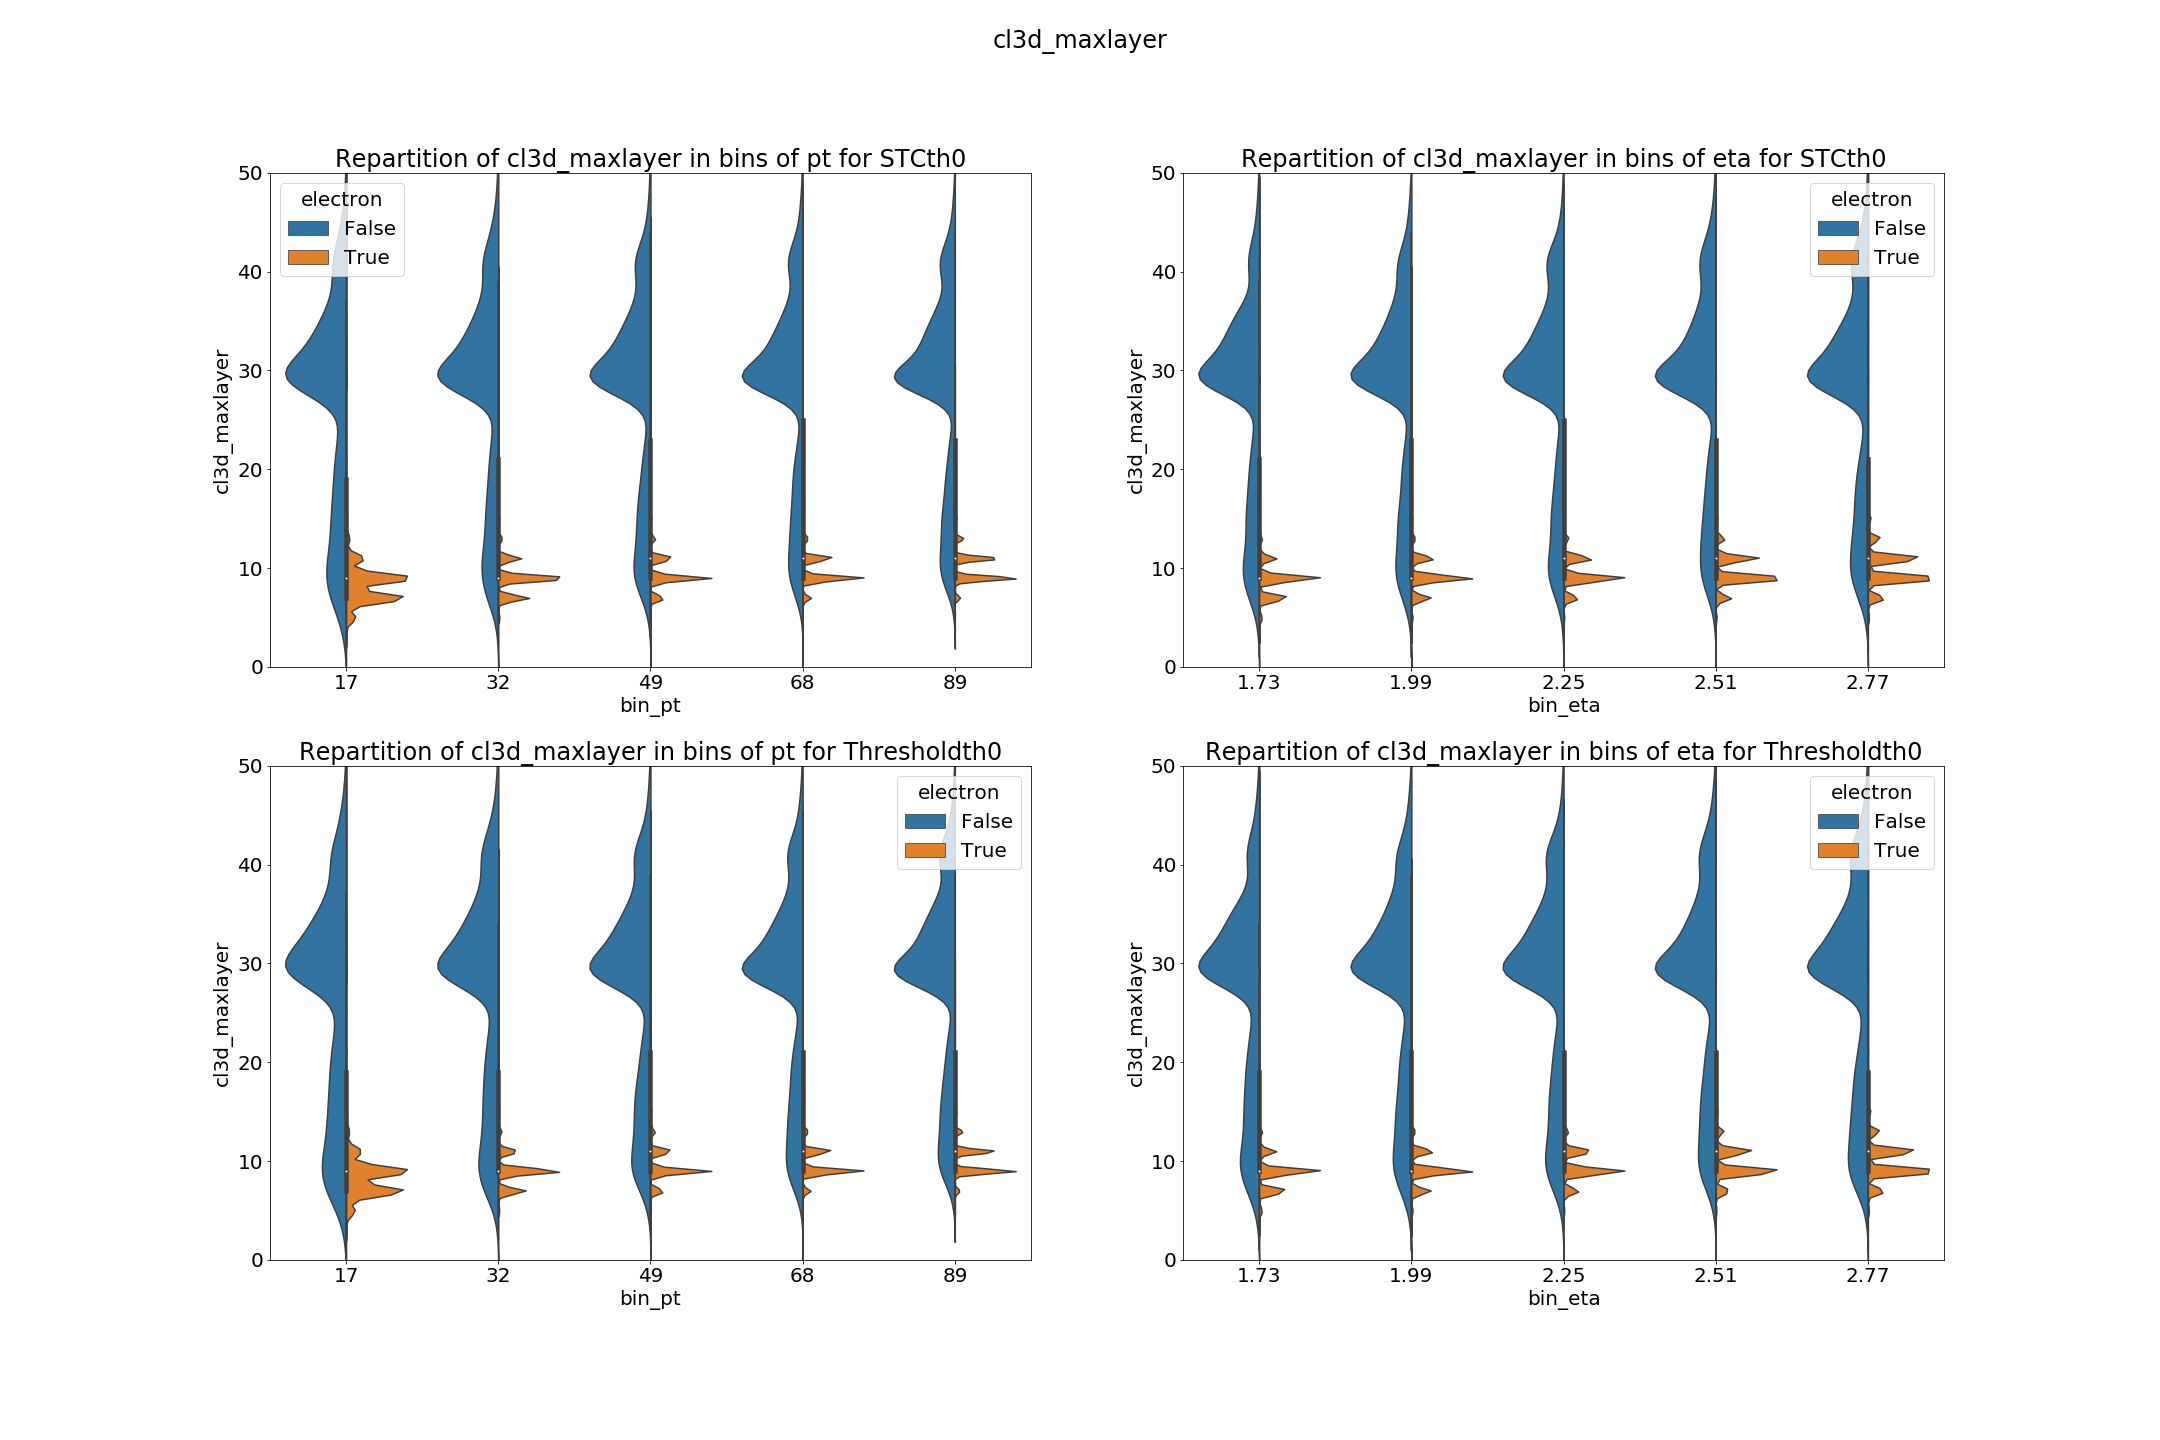 cl3d_maxlayer
Repartition of cl3d_maxlayer in bins of pt for STCth0
electron
False
True
50
40
30
20
10
0
cl3d_maxlayer
17 32 49 68 89
bin_pt
Repartition of cl3d_maxlayer in bins of eta for STCth0
electron
False
True
50
40
30
20
10
0
cl3d_maxlayer
1.73 1.99 2.25 2.51 2.77
bin_eta
Repartition of cl3d_maxlayer in bins of pt for Thresholdth0
electron
False
True
50
40
30
20
10
0
cl3d_maxlayer
17 32 49 68 89
bin_pt
Repartition of cl3d_maxlayer in bins of eta for Thresholdth0
electron
False
True
50
40
30
20
10
0
cl3d_maxlayer
1.73 1.99 2.25 2.51 2.77
bin_eta